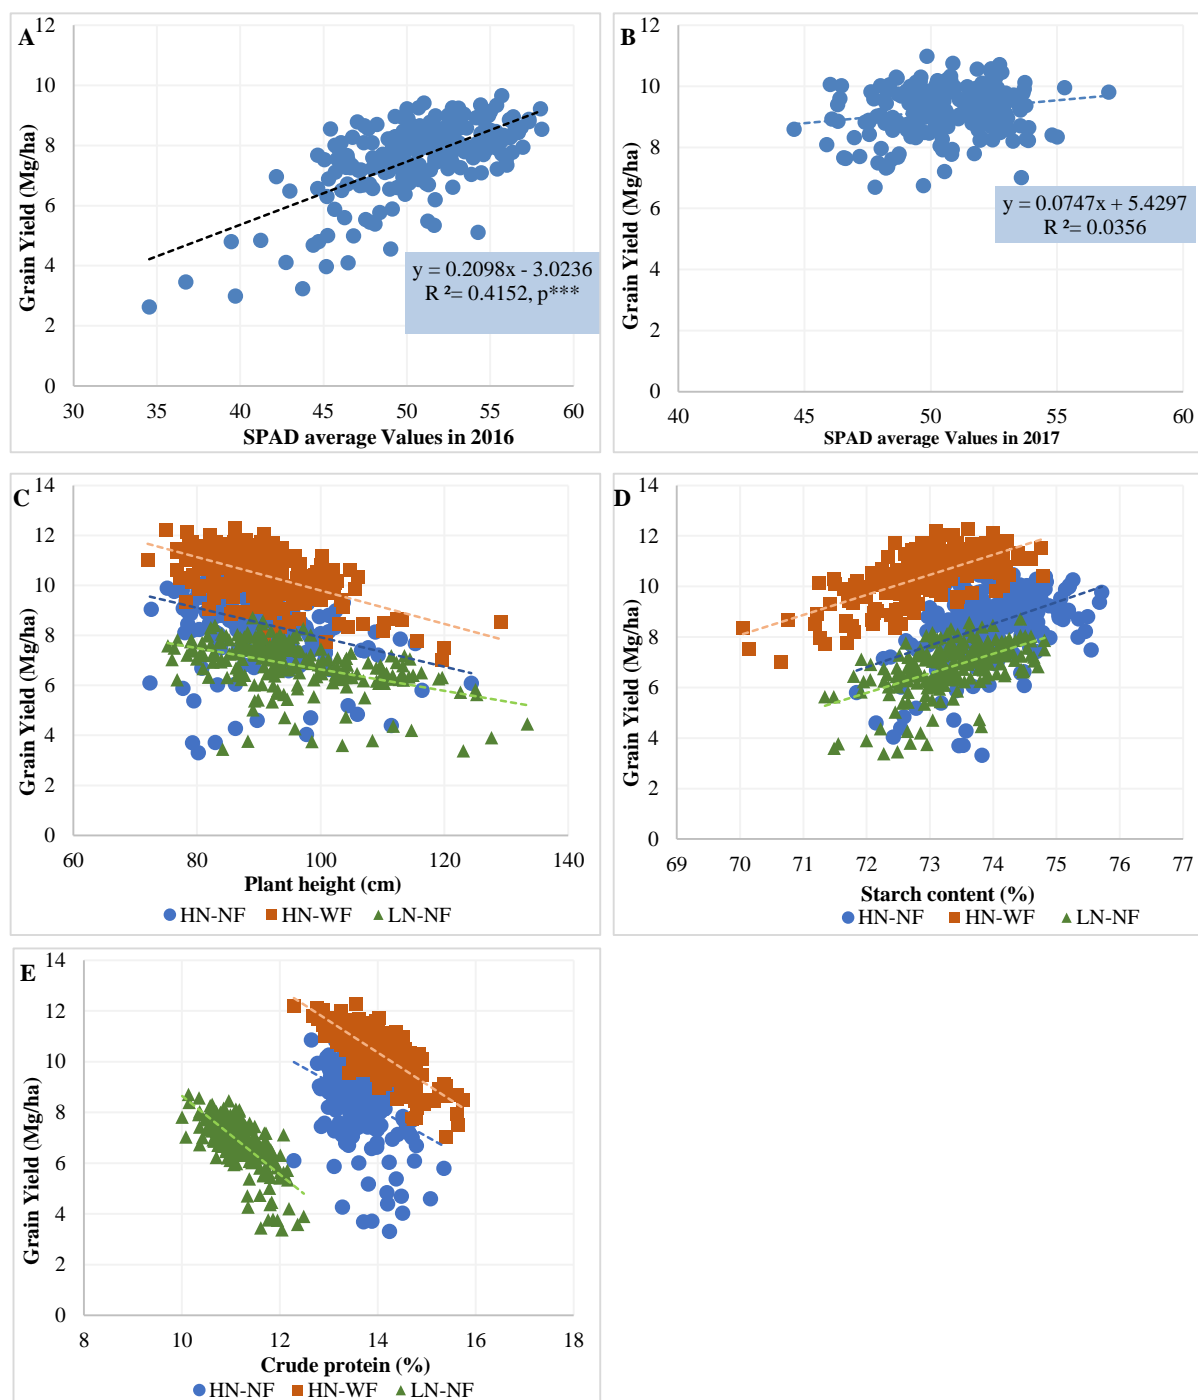 A
Grain Yield (Mg/ha)
12
10
8
6
4
2
0
y = 0.2098x - 3.0236
R ²= 0.4152, p***
30 35 40 45 50 55 60
SPAD average Values in 2016
B
Grain Yield (Mg/ha)
12
10
8
6
4
2
0
y = 0.0747x + 5.4297
R ²= 0.0356
40 45 50 55 60
SPAD average Values in 2017
C
Grain Yield (Mg/ha)
14
12
10
8
6
4
2
0
60 80 100 120 140
Plant height (cm)
HN-NF HN-WF LN-NF
D
Grain Yield (Mg/ha)
14
12
10
8
6
4
2
0
69 70 71 72 73 74 75 76 77
Starch content (%)
HN-NF HN-WF LN-NF
E
Grain Yield (Mg/ha)
14
12
10
8
6
4
2
0
8 10 12 14 16 18
Crude protein (%)
HN-NF HN-WF LN-NF